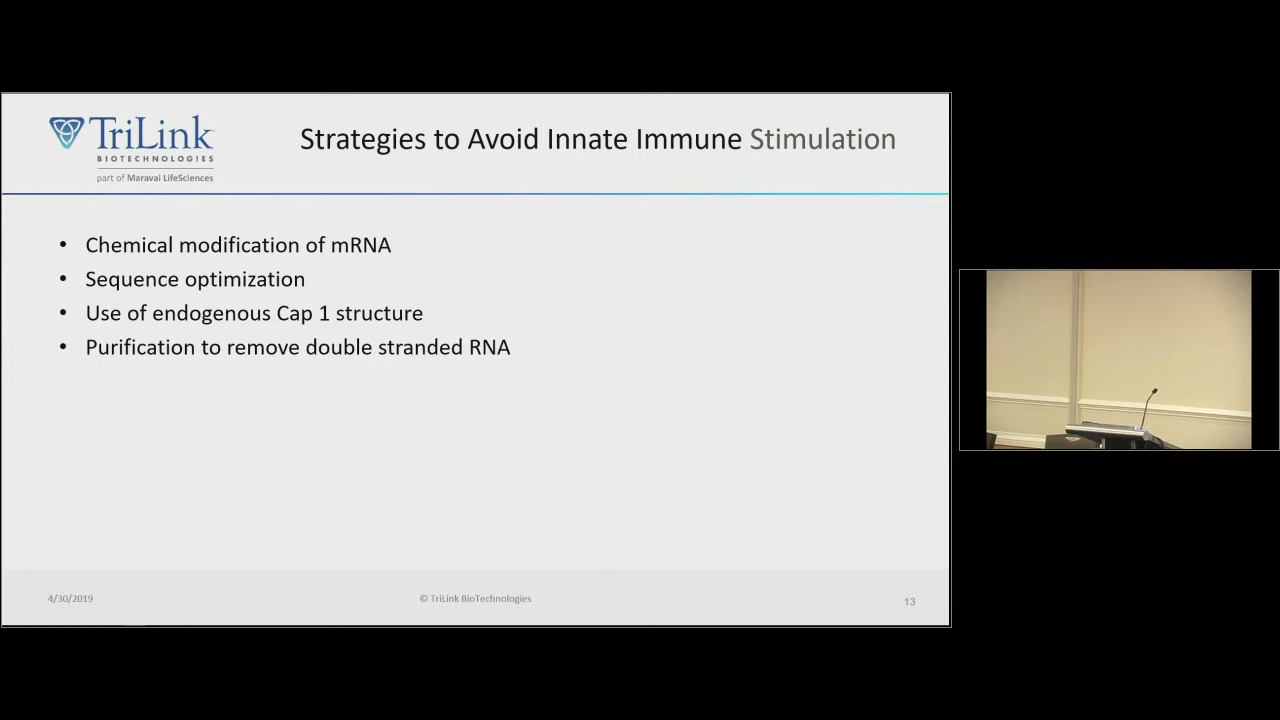 TriLink
BIOTECHNOLOGIES
part of Maravai LifeSciences
Strategies to Avoid Innate Immune Stimulation
• Chemical modification of mRNA
• Sequence optimization
• Use of endogenous Cap 1 structure
• Purification to remove double stranded RNA
4/30/2019
© TriLink BioTechnologies
13